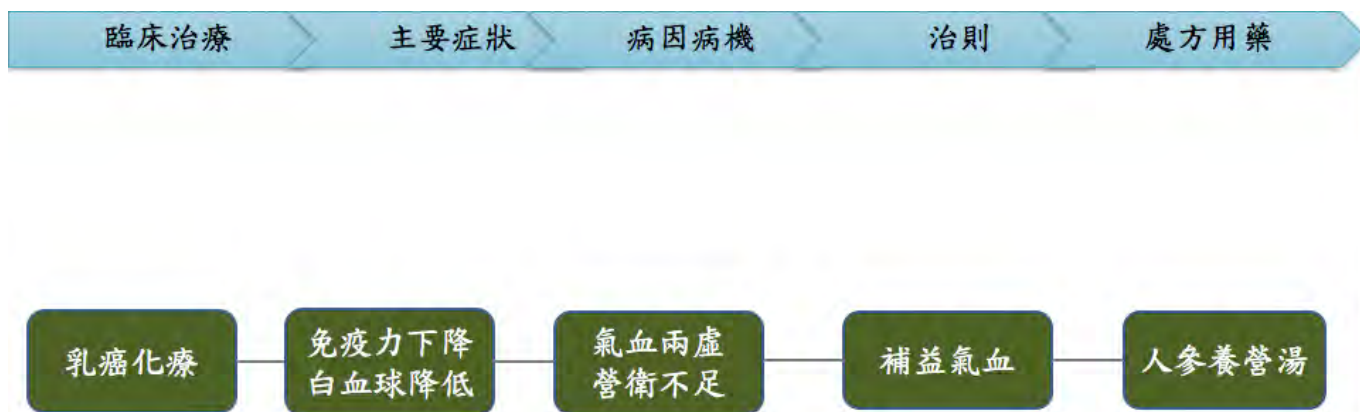 臨床治療 主要症狀 病因病機 治則 處方用藥
乳癌化療
免疫力下降
白血球降低
氣血兩虛
營衛不足
補益氣血
人參養營湯